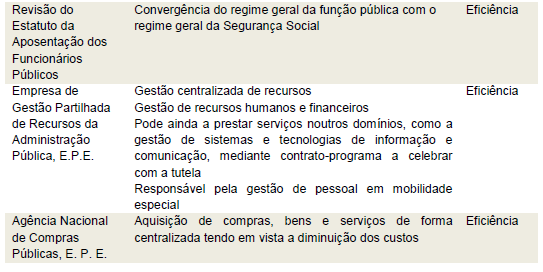 Revisão do Estatuto da Aposentação dos Funcionários Públicos
Convergência do regime geral da função pública com o regime geral da Segurança Social
Eficiência
Empresa de Gestão Partilhada de Recursos da Administração Pública, E.P.E.
Gestão centralizada de recursos
Gestão de recursos humanos e financeiros
Pode ainda a prestar serviços noutros domínios, como a gestão de sistemas e tecnologias de informação e comunicação, mediante contrato-programa a celebrar com a tutela
Responsável pela gestão de pessoal em mobilidade especial
Eficiência
Agência Nacional de Compras Públicas, E. P. E.
Aquisição de compras, bens e serviços de forma centralizada tendo em vista a diminuição dos custos
Eficiência